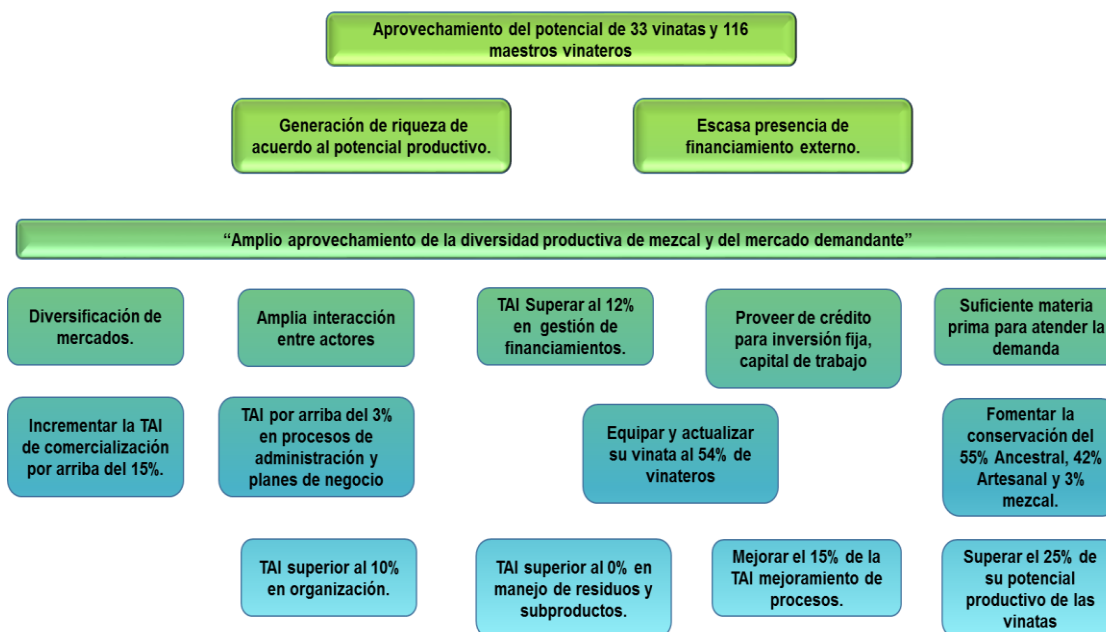 Aprovechamiento del potencial de 33 vinatas y 116
maestros vinateros
Generación de riqueza de
acuerdo al potencial productivo.
Escasa presencia de
financiamiento externo.
“Amplio aprovechamiento de la diversidad productiva de mezcal y del mercado demandante”
Diversificación de
mercados.
Amplia interacción
entre actores
TAI Superar al 12%
en gestión de
financiamientos.
Proveer de crédito
para inversión fija,
capital de trabajo
Suficiente materia
prima para atender la
demanda
Incrementar la TAI
de comercialización
por arriba del 15%.
TAI por arriba del 3%
en procesos de
administración y
planes de negocio
Equipar y actualizar
su vinata al 54% de
vinateros
Fomentar la
conservación del
55% Ancestral, 42%
Artesanal y 3%
mezcal.
TAI superior al 10%
en organización.
TAI superior al 0% en
manejo de residuos y
subproductos.
Mejorar el 15% de la
TAI mejoramiento de
procesos.
Superar el 25% de
su potencial
productivo de las
vinatas